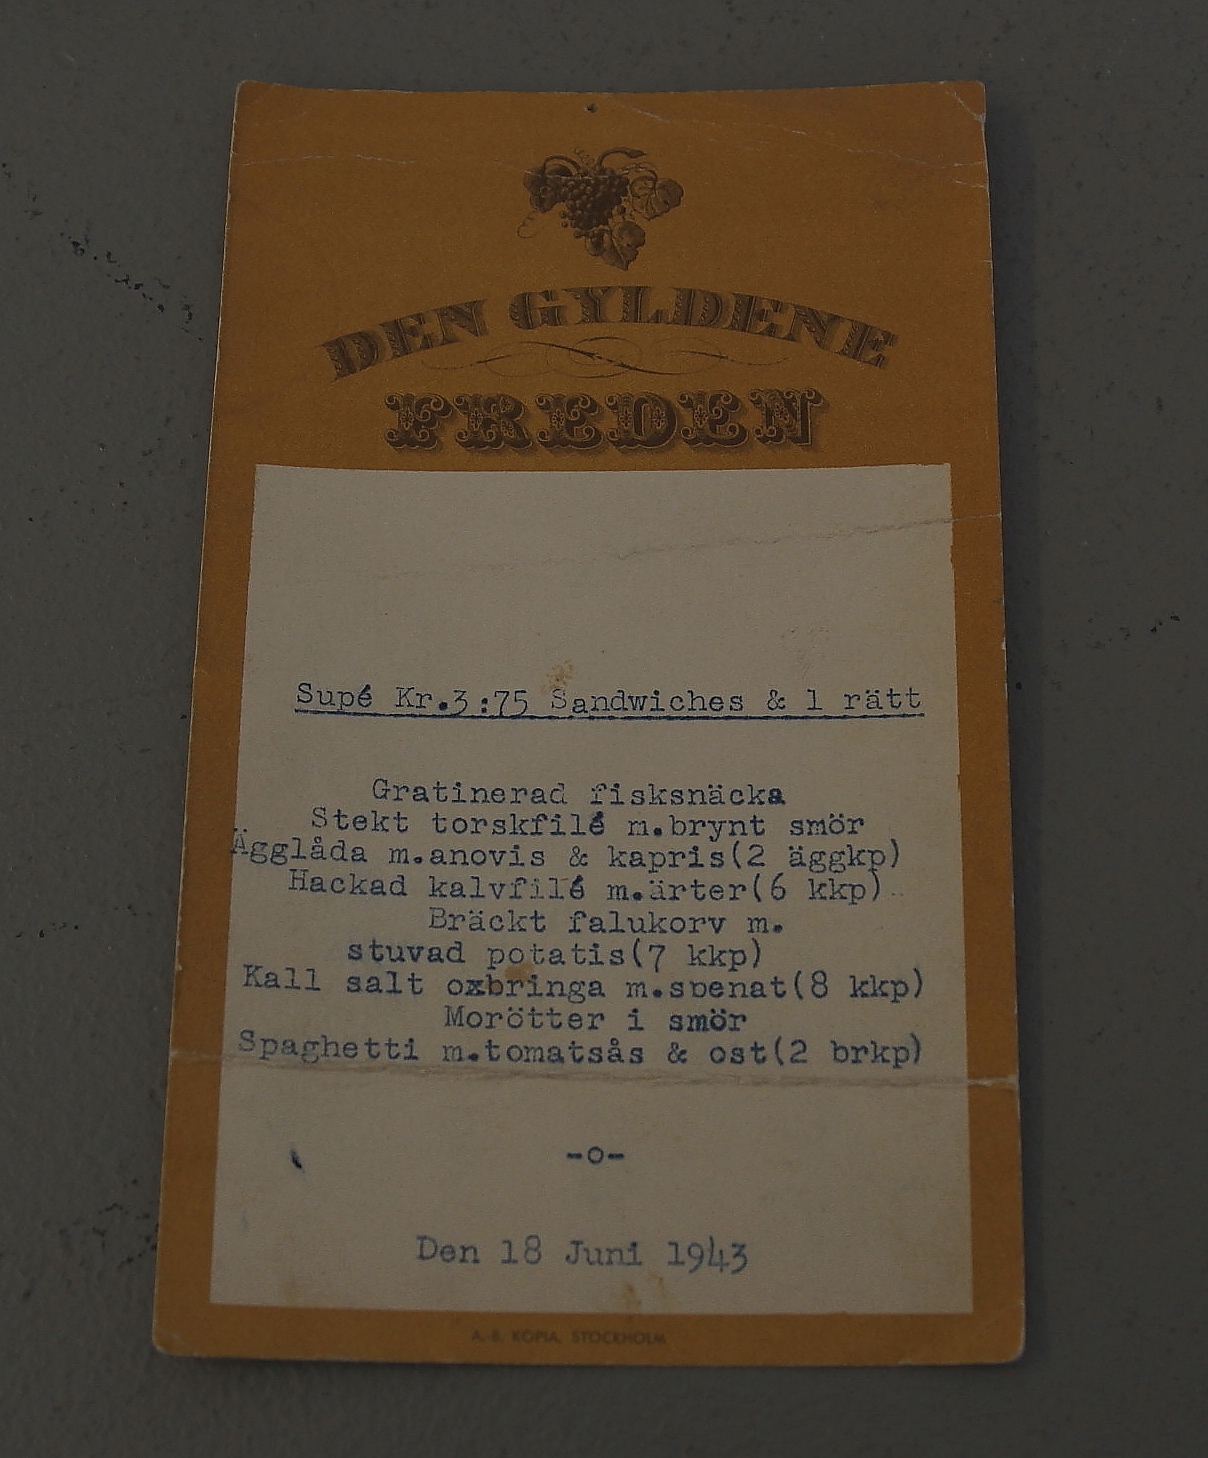 DEN GYLDENE
FREDEN
Supé Kr.3:75 Sandwiches & 1 rätt
Gratinerad fisksnäcka
Stekt torskfilé m.brynt smör
Ägglåda m.anovis & kapris(2 äggkp)
Hackad kalvfilé m.ärter(6 kkp)
Bräckt falukorv m.
stuvad potatis(7 kkp)
Kall salt oxbringa m.spenat(8 kkp)
Morötter i smör
Spaghetti m.tomatsås & ost(2 brkp)
-o-
Den 18 Juni 1943
A.-B. KOPIA, STOCKHOLM